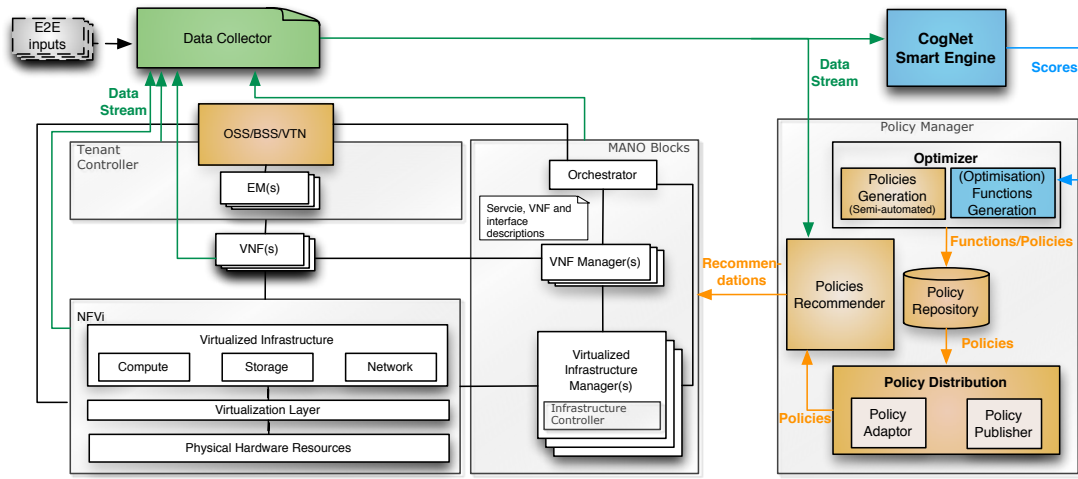 E2E
inputs
Data Collector
CogNet
Smart Engine
Scores
Data
Stream
Data
Stream
OSS/BSS/VTN
Tenant
Controller
EM(s)
VNF(s)
MANO Blocks
Orchestrator
Servcie, VNF and
interface
descriptions
VNF Manager(s)
Virtualized
Infrastructure
Manager(s)
Infrastructure
Controller
NFVi
Virtualized Infrastructure
Compute
Storage
Network
Virtualization Layer
Physical Hardware Resources
Policy Manager
Optimizer
Policies
Generation
(Semi-automated)
(Optimisation)
Functions
Generation
Functions/Policies
Recommen-
dations
Policies
Recommender
Policy
Repository
Policies
Policies
Policy Distribution
Policy
Adaptor
Policy
Publisher